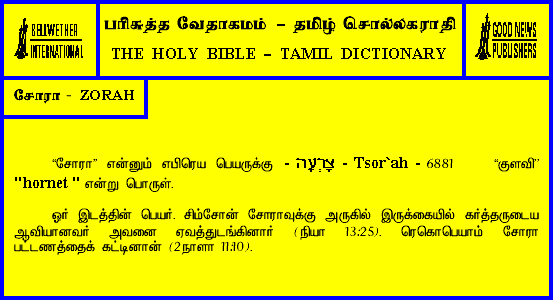 BELLWETHER
INTERNATIONAL
பரிசுத்த வேதாகமம் – தமிழ் சொல்லகராதி
THE HOLY BIBLE – TAMIL DICTIONARY
GOOD NEWS
PUBLISHERS
சோரா - ZORAH
“சோரா” என்னும் எபிரெய பெயருக்கு - צָרְעָה - Tsor`ah - 6881 “குளவி”
"hornet " என்று பொருள்.
ஓர் இடத்தின் பெயர். சிம்சோன் சோராவுக்கு அருகில் இருக்கையில் கர்த்தருடைய
ஆவியானவர் அவனை ஏவத்துடங்கினார் (நியா 13:25). ரெகொபெயாம் சோரா
பட்டணத்தைக் கட்டினான் (2நாளா 11:10).